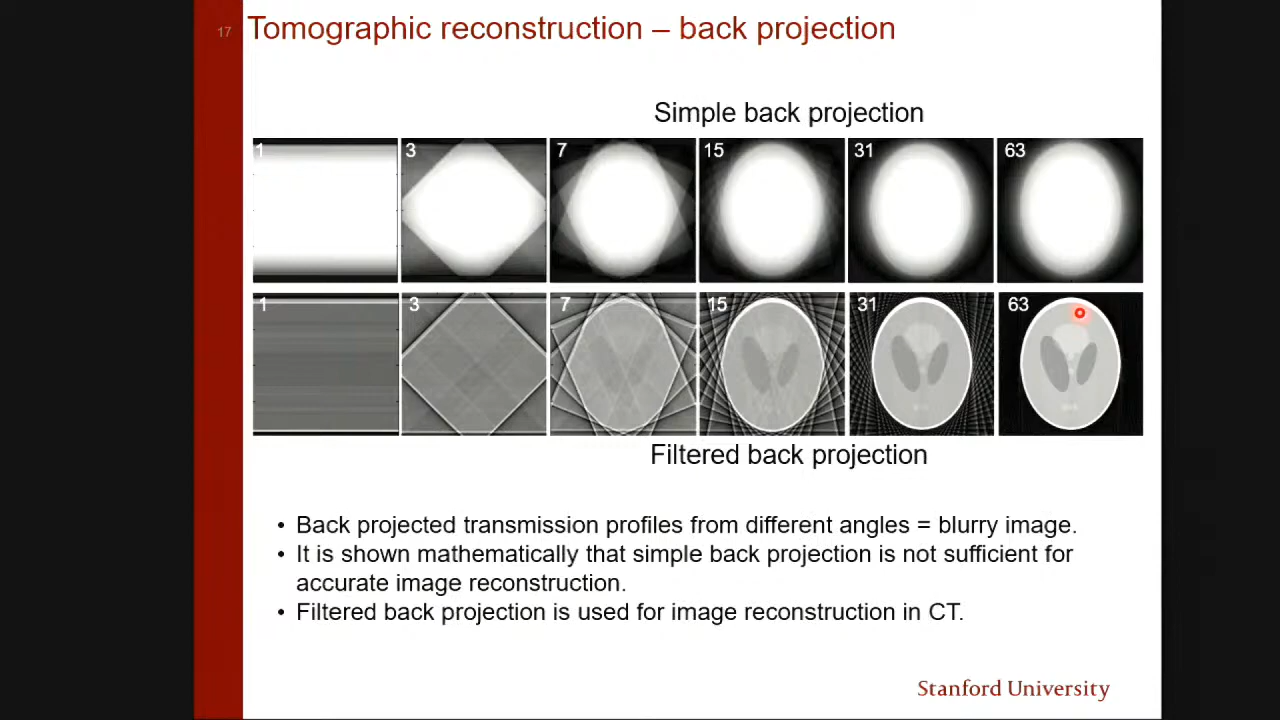 17
Tomographic reconstruction – back projection
Simple back projection
1 3 7 15 31 63
1 3 7 15 31 63
Filtered back projection
• Back projected transmission profiles from different angles = blurry image.
• It is shown mathematically that simple back projection is not sufficient for
accurate image reconstruction.
• Filtered back projection is used for image reconstruction in CT.
Stanford University